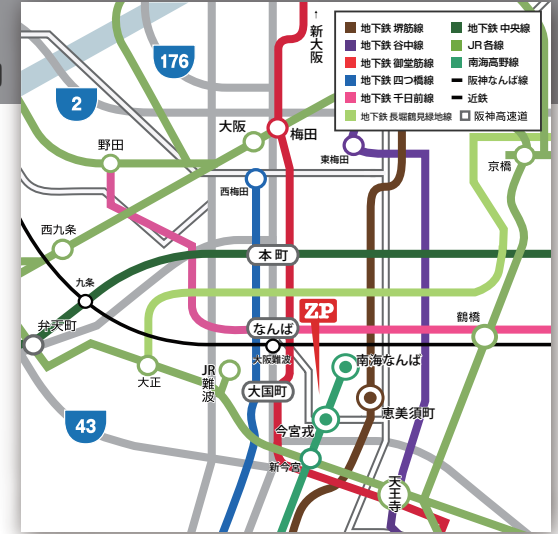 ↑新大阪
地下鉄 堺筋線
地下鉄 谷中線
地下鉄 御堂筋線
地下鉄 四つ橋線
地下鉄 千日前線
地下鉄 長堀鶴見緑地線
地下鉄 中央線
JR 各線
南海高野線
阪神なんば線
近鉄
阪神高速道
176
2
大阪
梅田
野田
東梅田
京橋
西梅田
西九条
本町
九条
ZP
弁天町
なんば
鶴橋
大阪難波
南海なんば
JR難波
大正
大国町
恵美須町
43
今宮戎
新今宮
天王寺